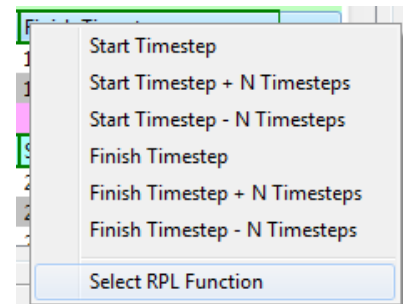 Start Timestep
Start Timestep + N Timesteps
Start Timestep - N Timesteps
Finish Timestep
Finish Timestep + N Timesteps
Finish Timestep - N Timesteps
Select RPL Function